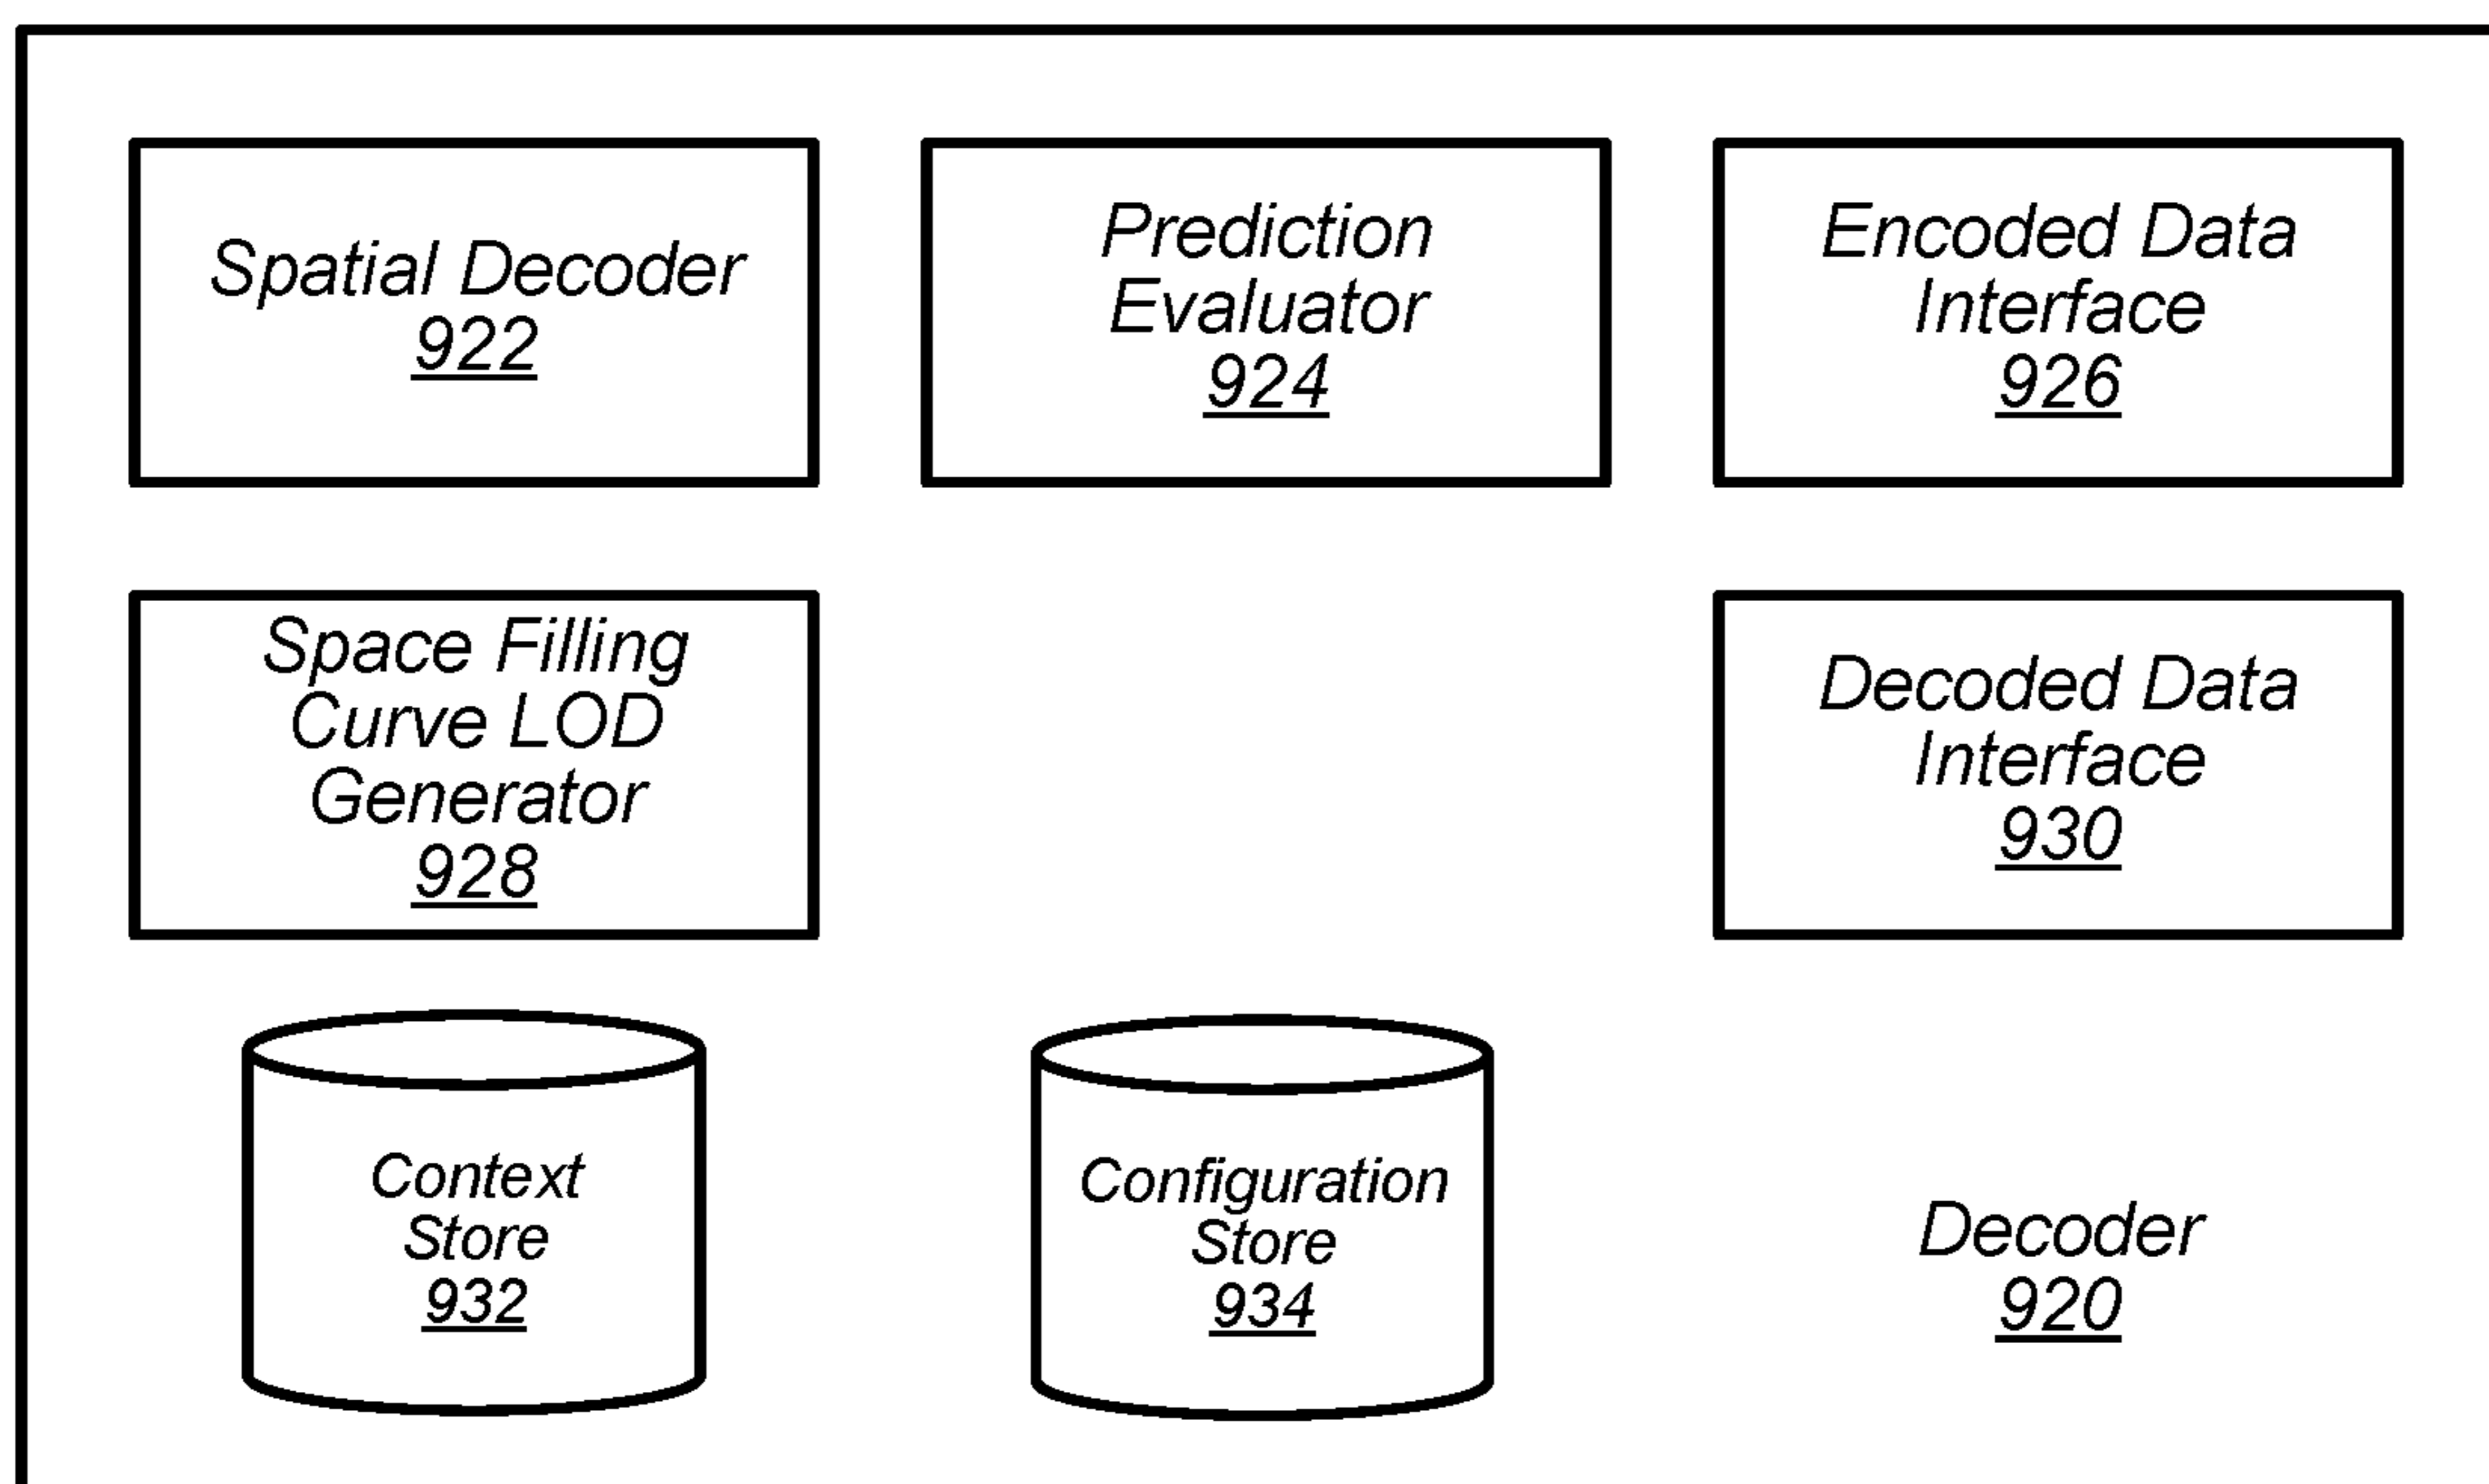 Spatial Decoder
922
Prediction
Evaluator
924
Encoded Data
Interface
926
Space Filling
Curve LOD
Generator
928
Decoded Data
Interface
930
Context
Store
932
Configuration
Store
934
Decoder
920